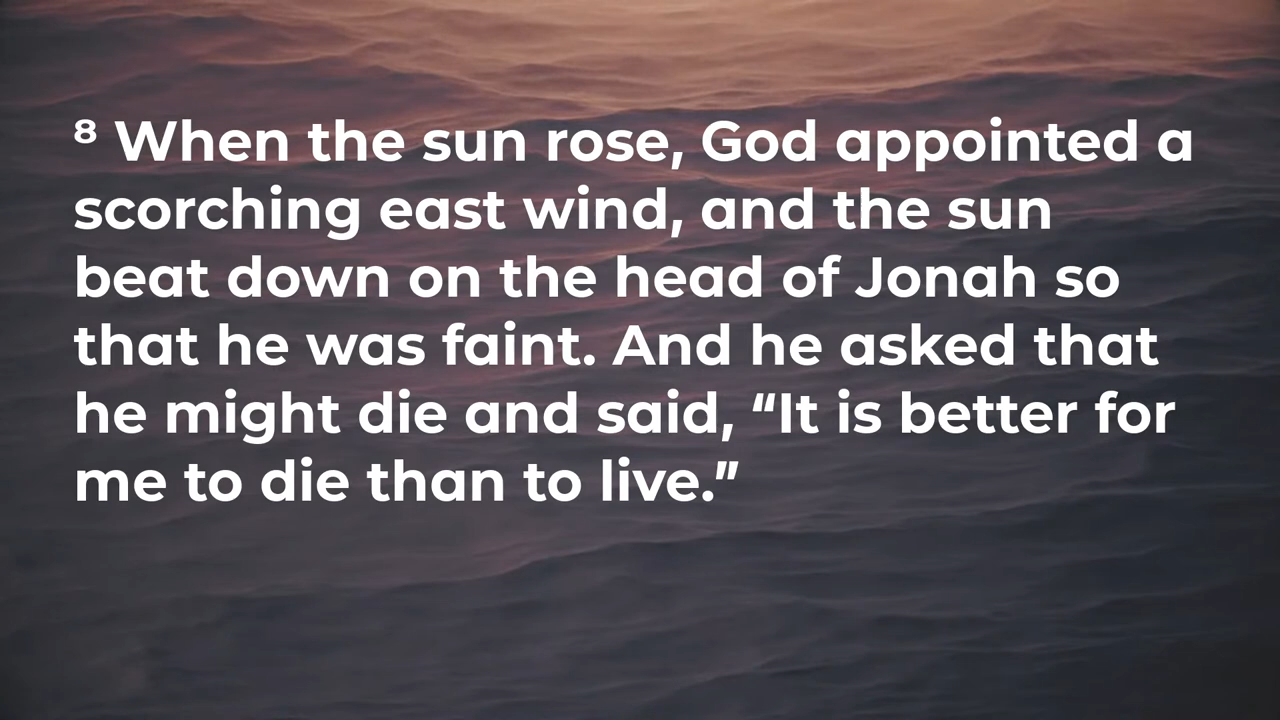 ⁸ When the sun rose, God appointed a
scorching east wind, and the sun
beat down on the head of Jonah so
that he was faint. And he asked that
he might die and said, “It is better for
me to die than to live.”